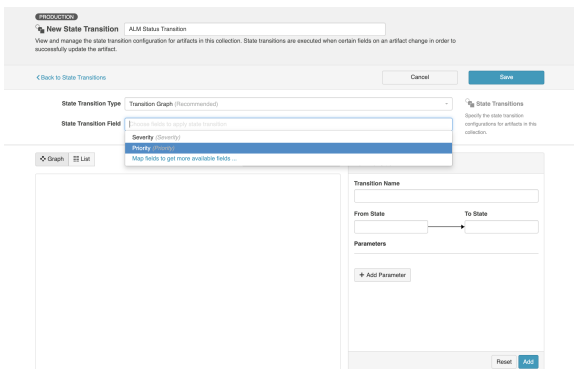 PRODUCTION
New State Transition
ALM Status Transition
View and manage the state transition configuration for artifacts in this collection. State transitions are executed when certain fields on an artifact change in order to
successfully update the artifact.
Back to State Transitions
Cancel
Save
State Transition Type
Transition Graph (Recommended)
State Transitions
Specify the state transition
configurations for artifacts in this
collection.
State Transition Field
Choose fields to apply state transition
Severity (Severity)
Priority (Priority)
Map fields to get more available fields ...
Graph
List
Transition Name
From State
To State
Parameters
+ Add Parameter
Reset
Add